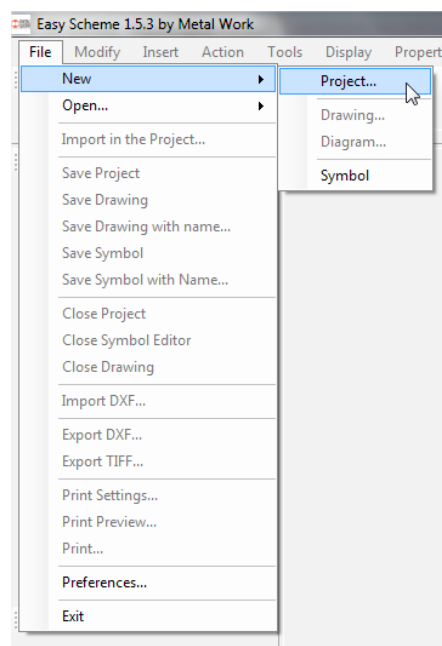 Easy Scheme 1.5.3 by Metal Work
File Modify Insert Action Tools Display Propert
New
Open...
Import in the Project...
Save Project
Save Drawing
Save Drawing with name...
Save Symbol
Save Symbol with Name...
Close Project
Close Symbol Editor
Close Drawing
Import DXF...
Export DXF...
Export TIFF...
Print Settings...
Print Preview...
Print...
Preferences...
Exit
Project...
Drawing...
Diagram...
Symbol